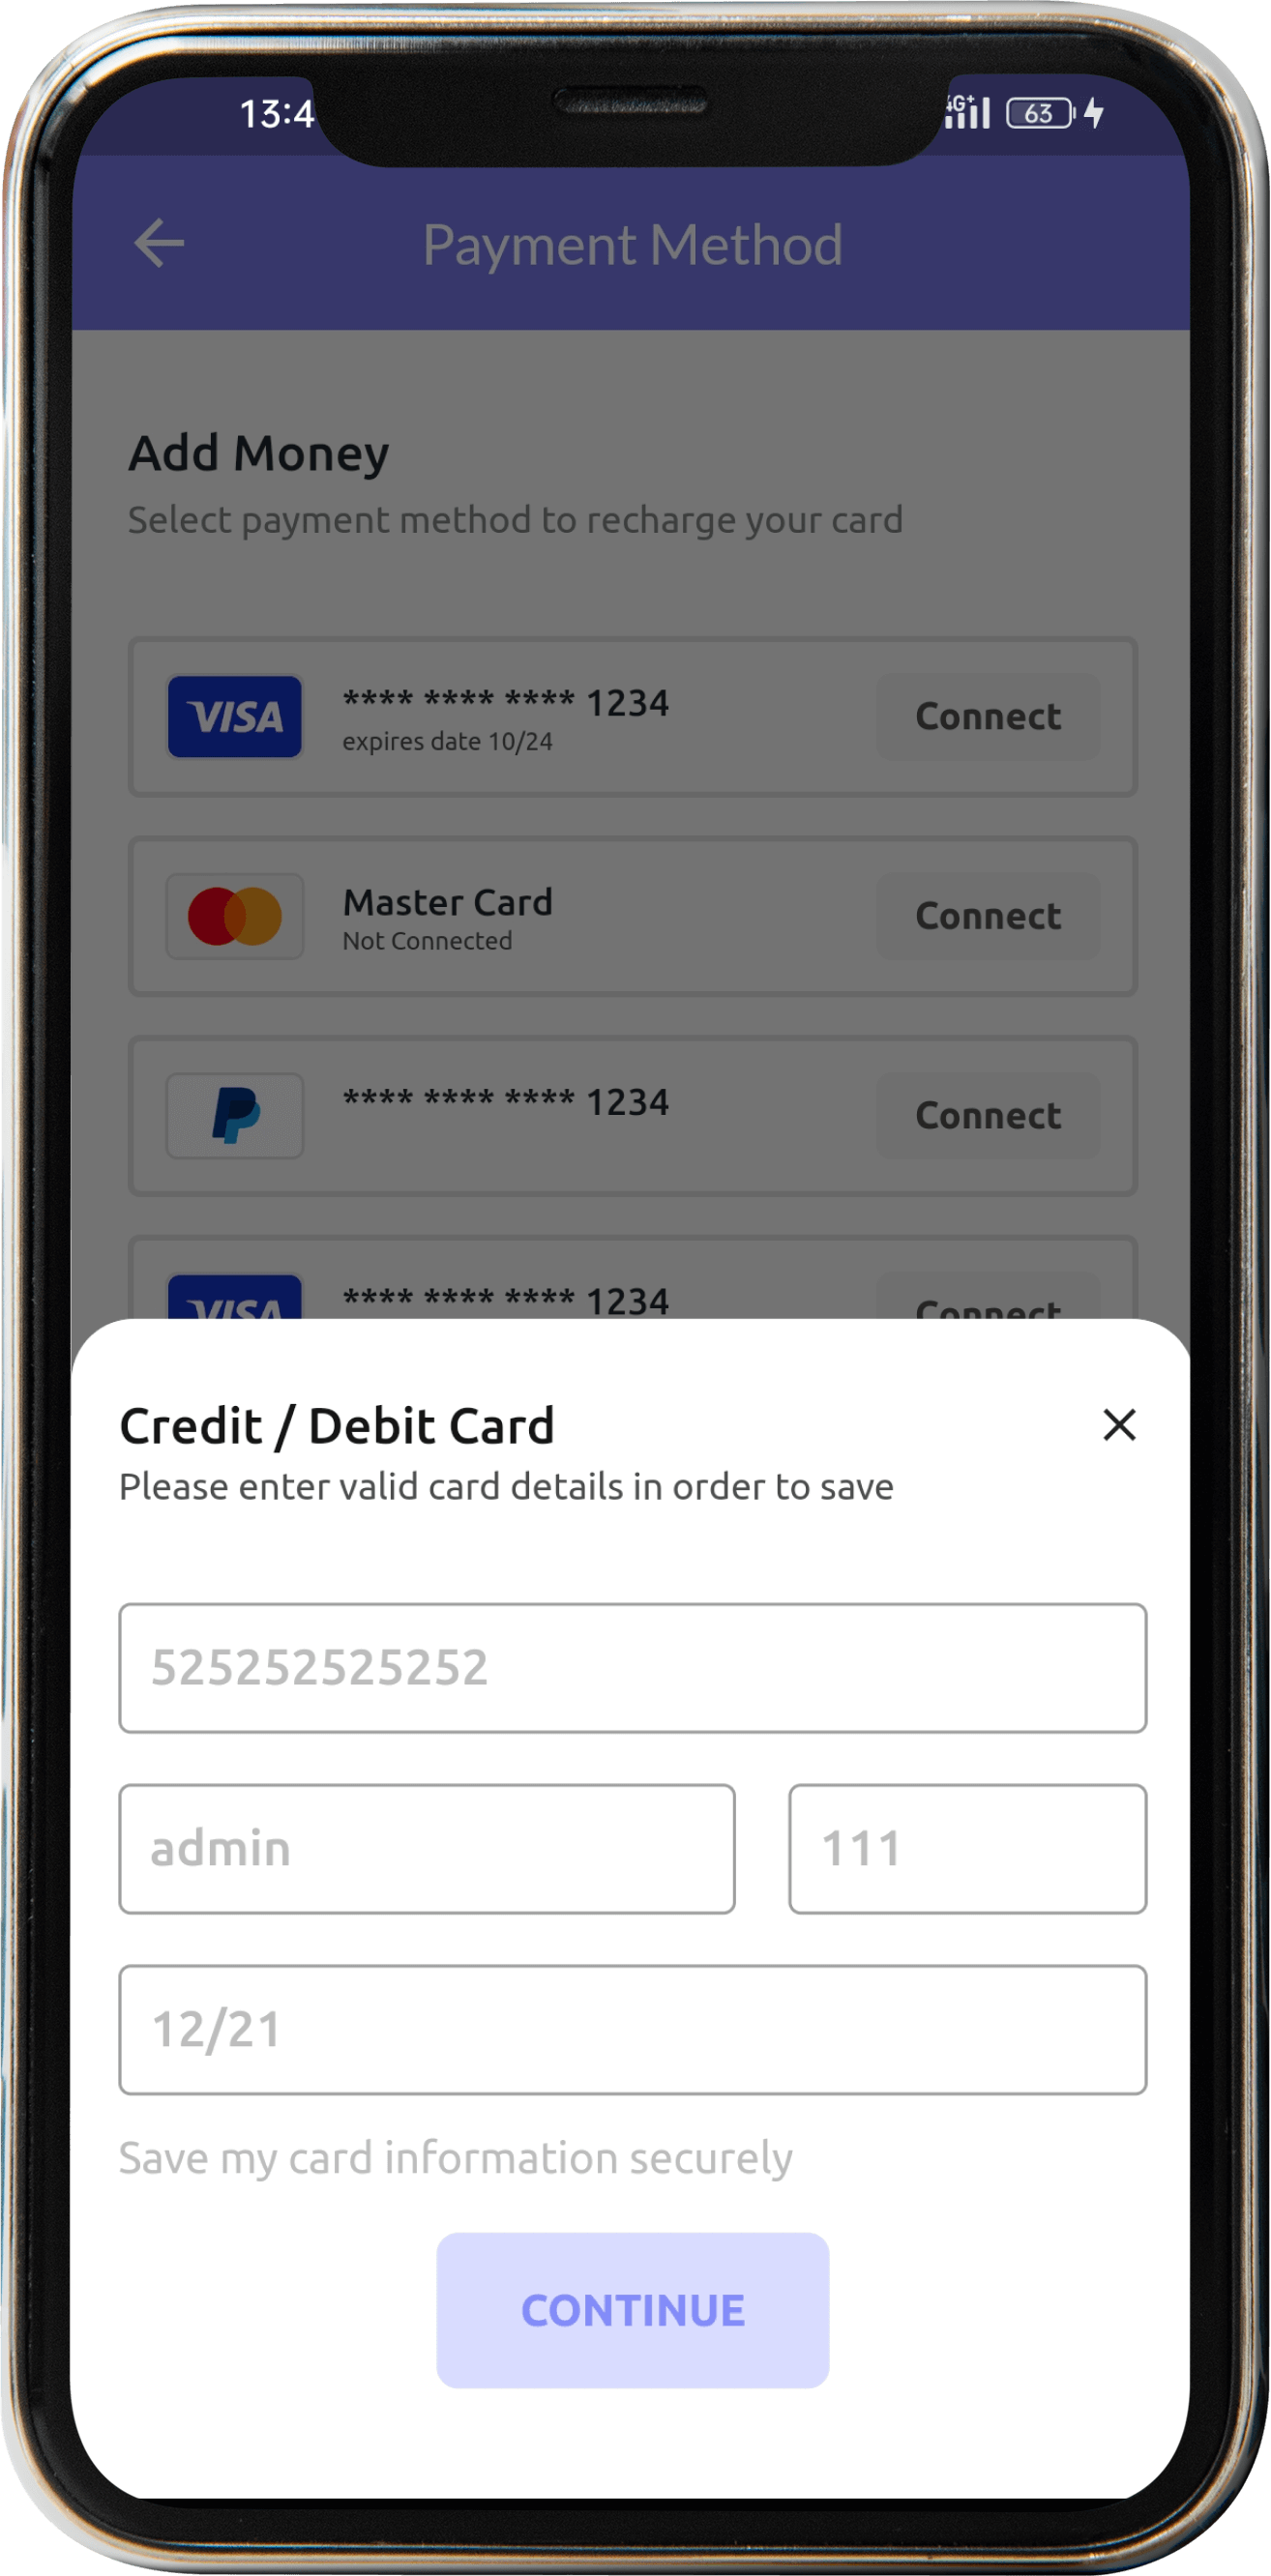 13:4
4G+
63
Payment Method
Add Money
Select payment method to recharge your card
VISA
**** **** **** 1234
expires date 10/24
Connect
Master Card
Not Connected
Connect
**** **** **** 1234
Connect
VISA
**** **** **** 1234
Connect
Credit / Debit Card
Please enter valid card details in order to save
525252525252
admin
111
12/21
Save my card information securely
CONTINUE